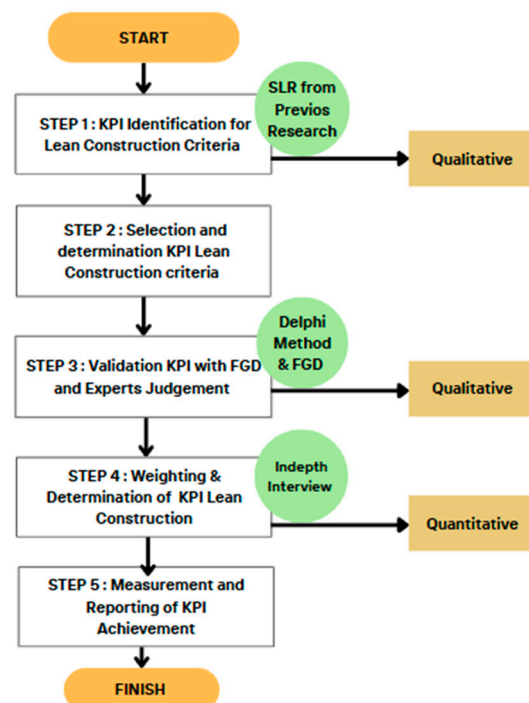 START
SLR from
Previos
Research
STEP 1 : KPI Identification for
Lean Construction Criteria
Qualitative
STEP 2 : Selection and
determination KPI Lean
Construction criteria
Delphi
Method
& FGD
STEP 3 : Validation KPI with FGD
and Experts Judgement
Qualitative
Indepth
Interview
STEP 4 : Weighting &
Determination of KPI Lean
Construction
Quantitative
STEP 5 : Measurement and
Reporting of KPI
Achievement
FINISH